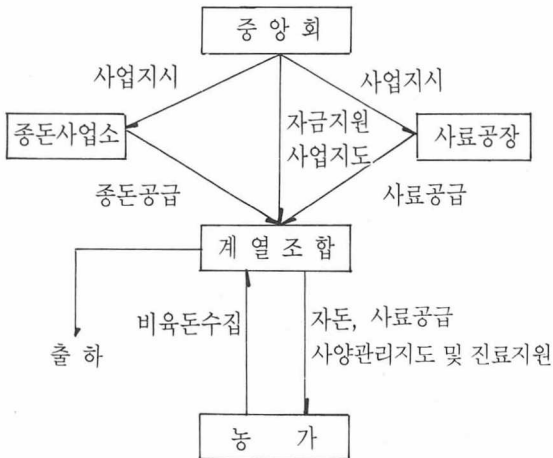 중 앙 회
사업지시
사업지시
종돈사업소
자금지원
사업지도
사료공장
종돈공급
사료공급
계 열 조 합
비육돈수집
자돈, 사료공급
사양관리지도 및 진료지원
출 하
농 가